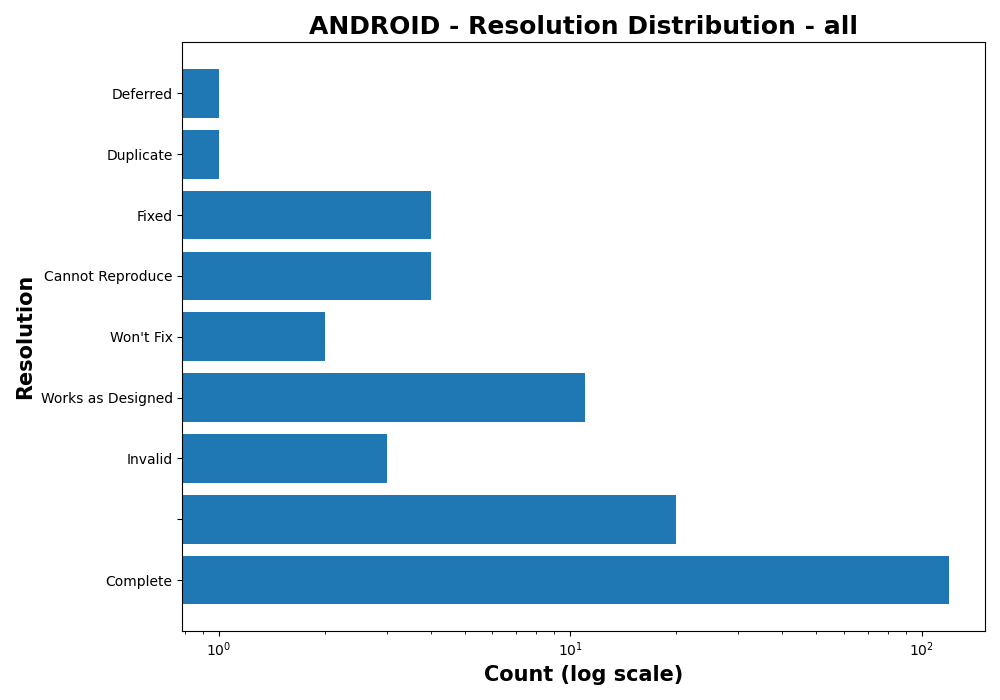 ANDROID - Resolution Distribution - all
Deferred
Duplicate
Fixed
Cannot Reproduce
Won't Fix
Works as Designed
Invalid
Complete
Resolution
10⁰ 10¹ 10²
Count (log scale)